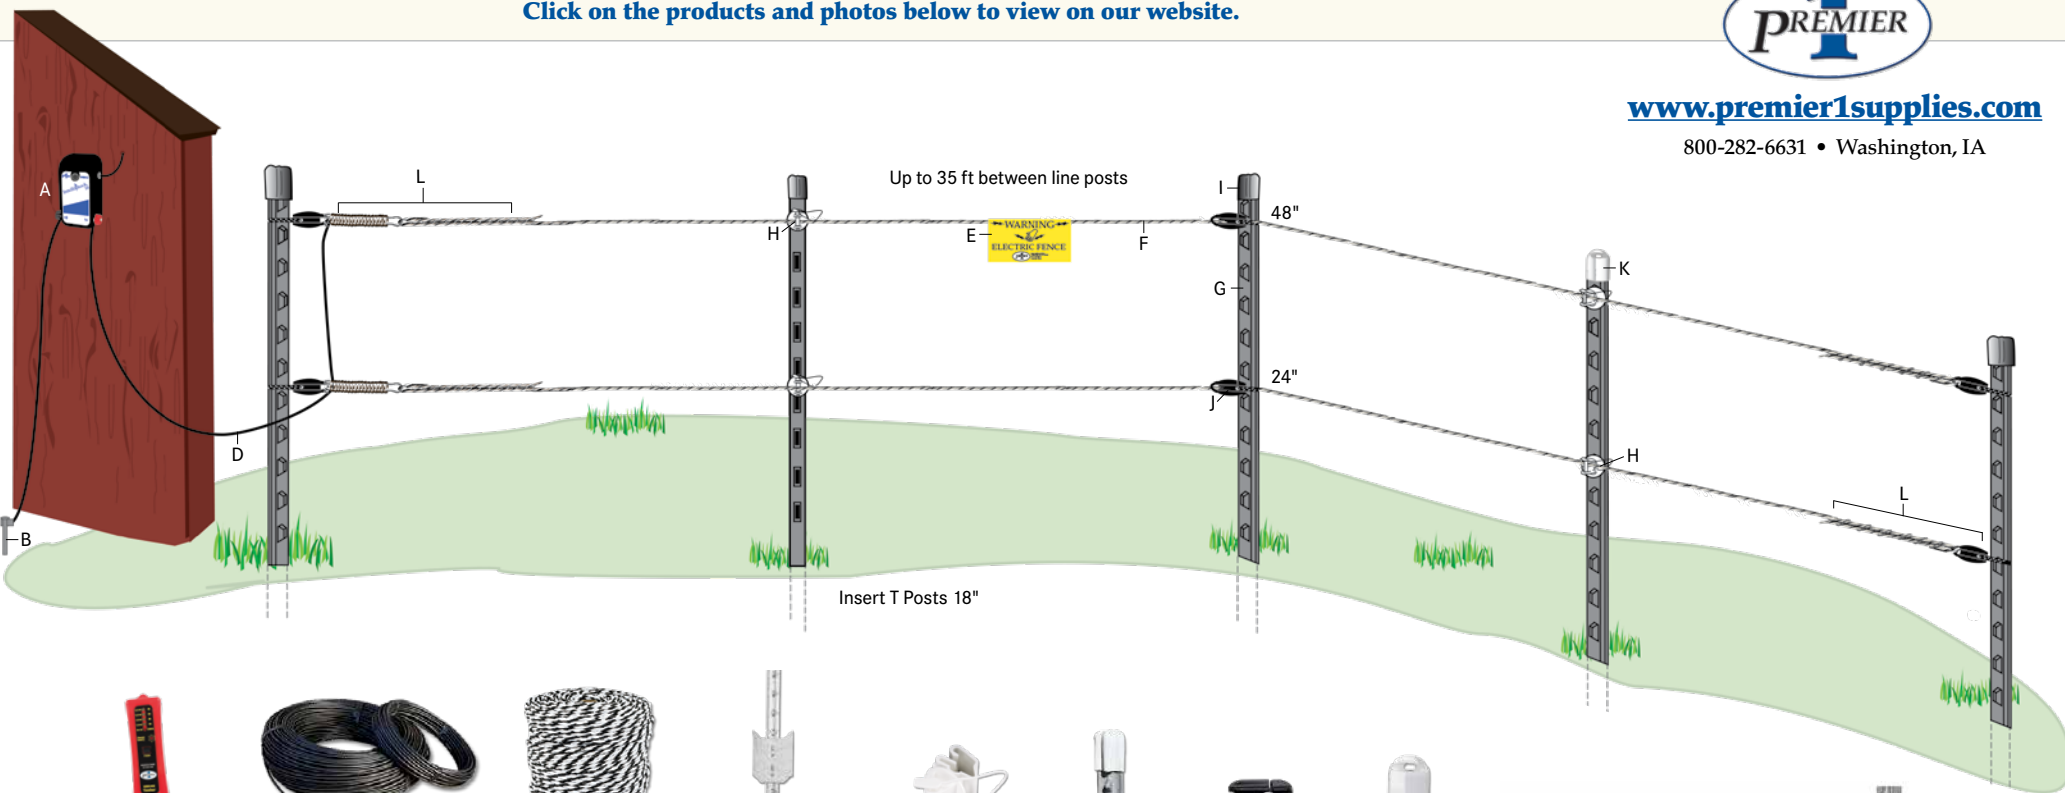 Click on the products and photos below to view on our website.
1
PREMIER
www.premier1supplies.com
800-282-6631 • Washington, IA
A
L
Up to 35 ft between line posts
I
48"
H
E
WARNING
ELECTRIC FENCE
F
K
G
24"
J
D
H
L
B
Insert T Posts 18"